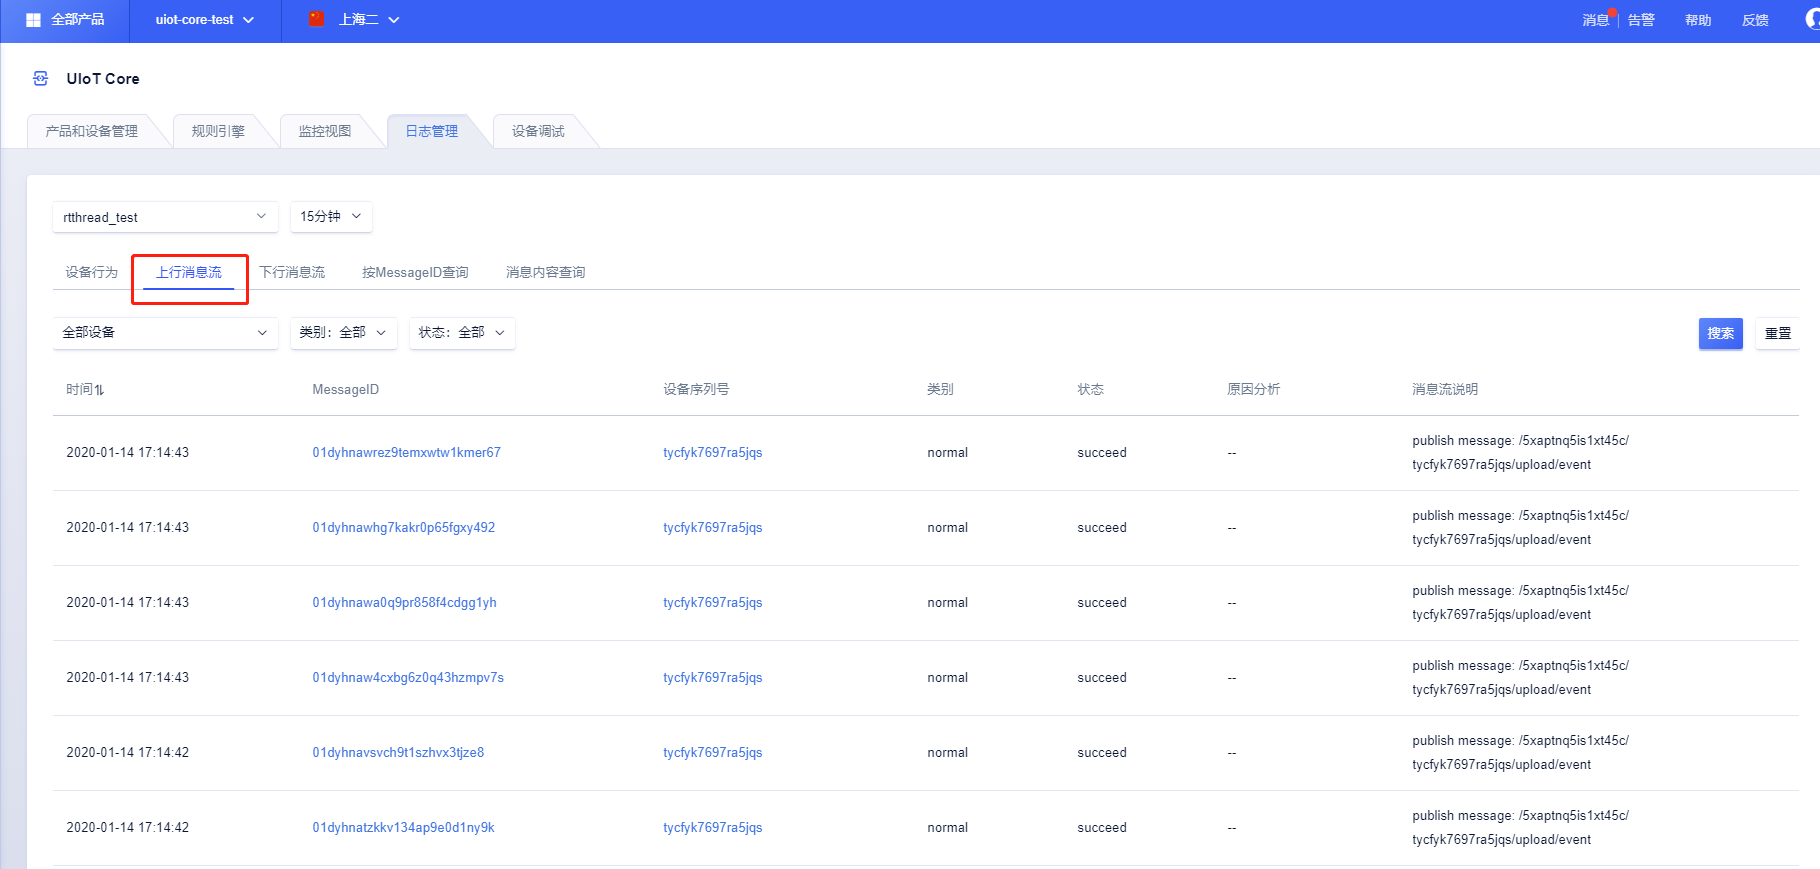 全部产品 uiot-core-test 上海二 消息 告警 帮助 反馈
UIoT Core
产品和设备管理 规则引擎 监控视图 日志管理 设备调试
rtthread_test 15分钟
设备行为 上行消息流 下行消息流 按MessageID查询 消息内容查询
全部设备 类别：全部 状态：全部 搜索 重置
时间 MessageID 设备序列号 类别 状态 原因分析 消息流说明
2020-01-14 17:14:43 01dyhnawrez9temxwtw1kmer67 tycfyk7697ra5jqs normal succeed -- publish message: /5xaptnq5is1xt45c/
tycfyk7697ra5jqs/upload/event
2020-01-14 17:14:43 01dyhnawhg7kakr0p65fgxy492 tycfyk7697ra5jqs normal succeed -- publish message: /5xaptnq5is1xt45c/
tycfyk7697ra5jqs/upload/event
2020-01-14 17:14:43 01dyhnawa0q9pr858f4cdgg1yh tycfyk7697ra5jqs normal succeed -- publish message: /5xaptnq5is1xt45c/
tycfyk7697ra5jqs/upload/event
2020-01-14 17:14:43 01dyhnaw4cxbg6z0q43hzmpv7s tycfyk7697ra5jqs normal succeed -- publish message: /5xaptnq5is1xt45c/
tycfyk7697ra5jqs/upload/event
2020-01-14 17:14:42 01dyhnavsvch9t1szhvx3tjze8 tycfyk7697ra5jqs normal succeed -- publish message: /5xaptnq5is1xt45c/
tycfyk7697ra5jqs/upload/event
2020-01-14 17:14:42 01dyhnatzkkv134ap9e0d1ny9k tycfyk7697ra5jqs normal succeed -- publish message: /5xaptnq5is1xt45c/
tycfyk7697ra5jqs/upload/event